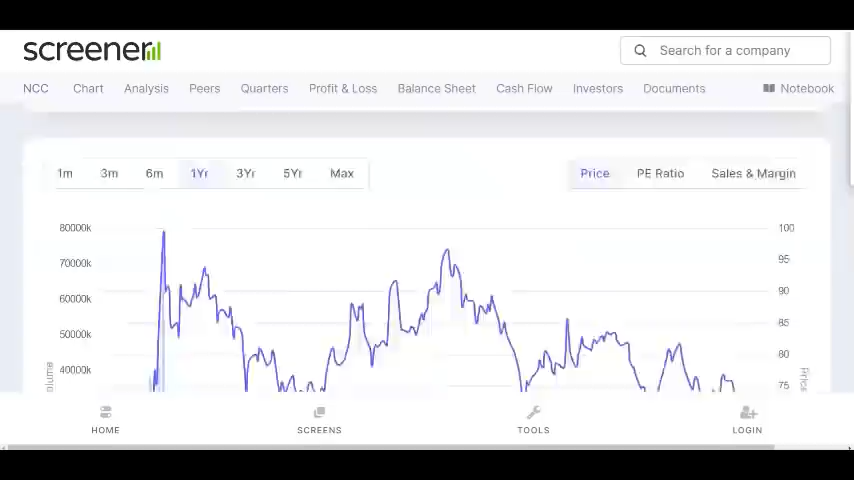 screener
Search for a company
NCC Chart Analysis Peers Quarters Profit & Loss Balance Sheet Cash Flow Investors Documents Notebook
1m 3m 6m 1Yr 3Yr 5Yr Max Price PE Ratio Sales & Margin
80000k 100
95
70000k
60000k 90
50000k 85
80
40000k
75
olume Price
HOME SCREENS TOOLS LOGIN